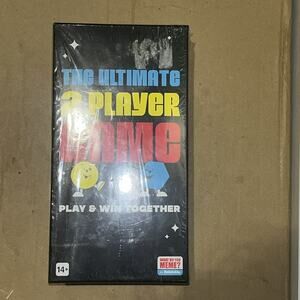 THE ULTIMATE
2 PLAYER
GAME
PLAY & WIN TOGETHER
14+
WHAT DO YOU
MEME?